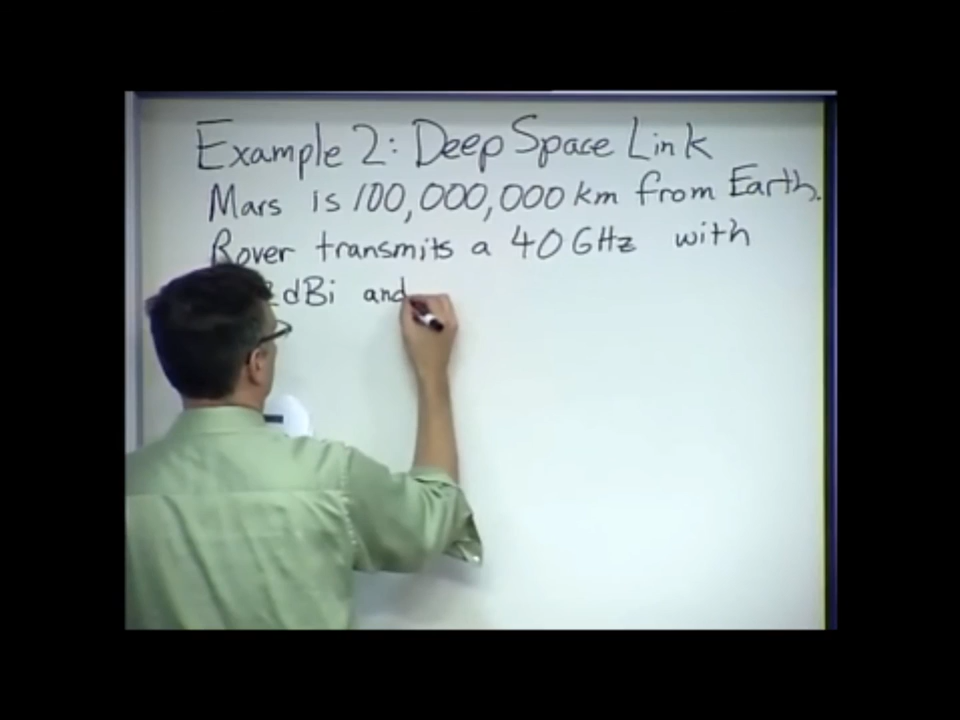 Example 2: Deep Space Link
Mars is 100,000,000 km from Earth.
Rover transmits a 40 GHz with
dBi and